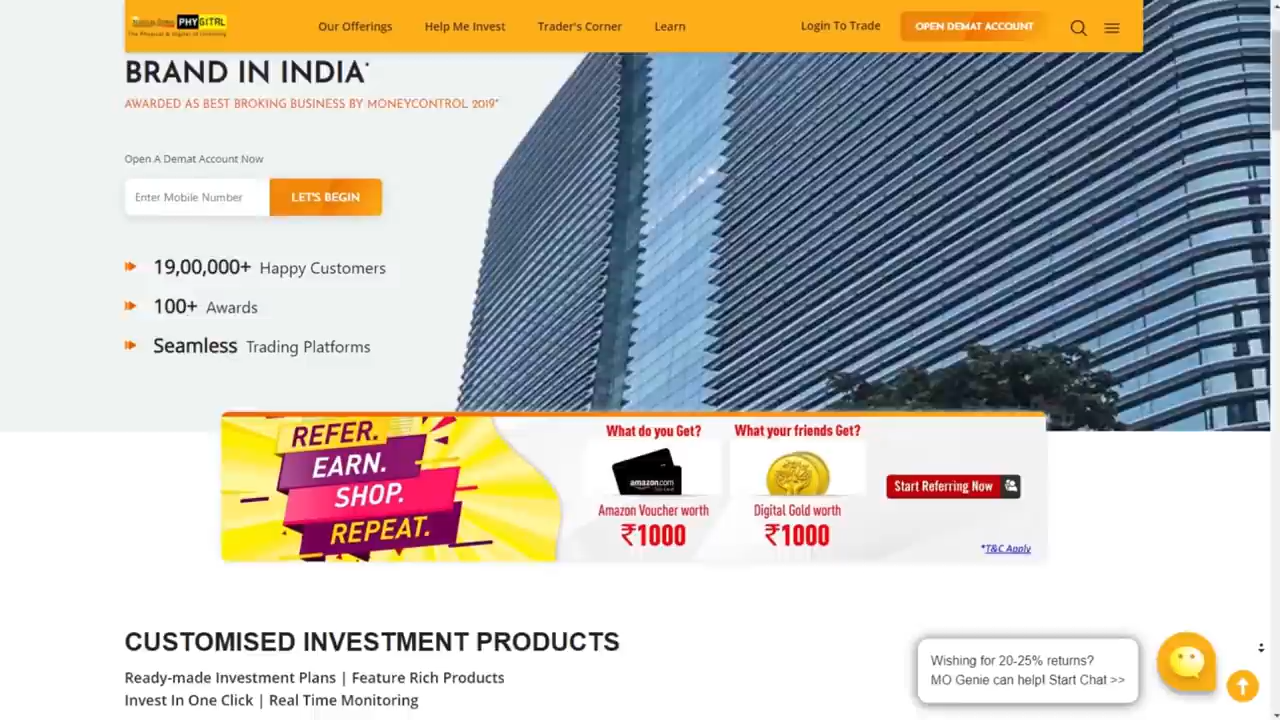 PHYGITAL
The Physical & Digital of Investing
Our Offerings
Help Me Invest
Trader's Corner
Learn
Login To Trade
OPEN DEMAT ACCOUNT
BRAND IN INDIA*
AWARDED AS BEST BROKING BUSINESS BY MONEYCONTROL 2019*
Open A Demat Account Now
Enter Mobile Number
LET'S BEGIN
19,00,000+ Happy Customers
100+ Awards
Seamless Trading Platforms
REFER.
EARN.
SHOP.
REPEAT.
What do you Get?
amazon.com
Amazon Voucher worth
₹1000
What your friends Get?
Digital Gold worth
₹1000
Start Referring Now
*T&C Apply
CUSTOMISED INVESTMENT PRODUCTS
Ready-made Investment Plans | Feature Rich Products
Invest In One Click | Real Time Monitoring
Wishing for 20-25% returns?
MO Genie can help! Start Chat >>